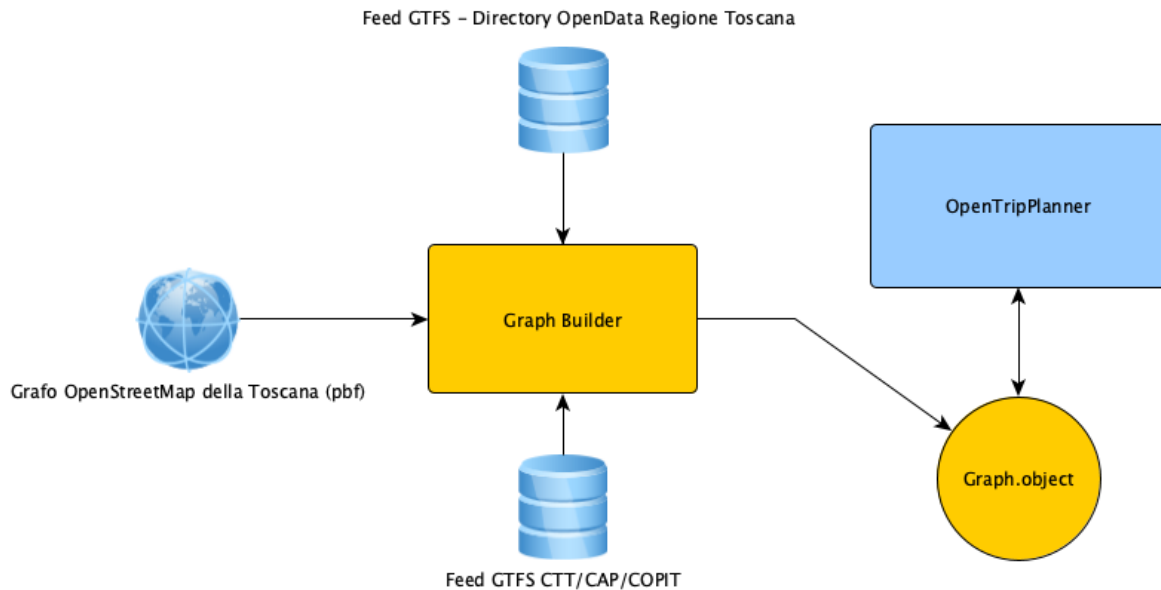 Feed GTFS – Directory OpenData Regione Toscana
OpenTripPlanner
Graph Builder
Grafo OpenStreetMap della Toscana (pbf)
Graph.object
Feed GTFS CTT/CAP/COPIT